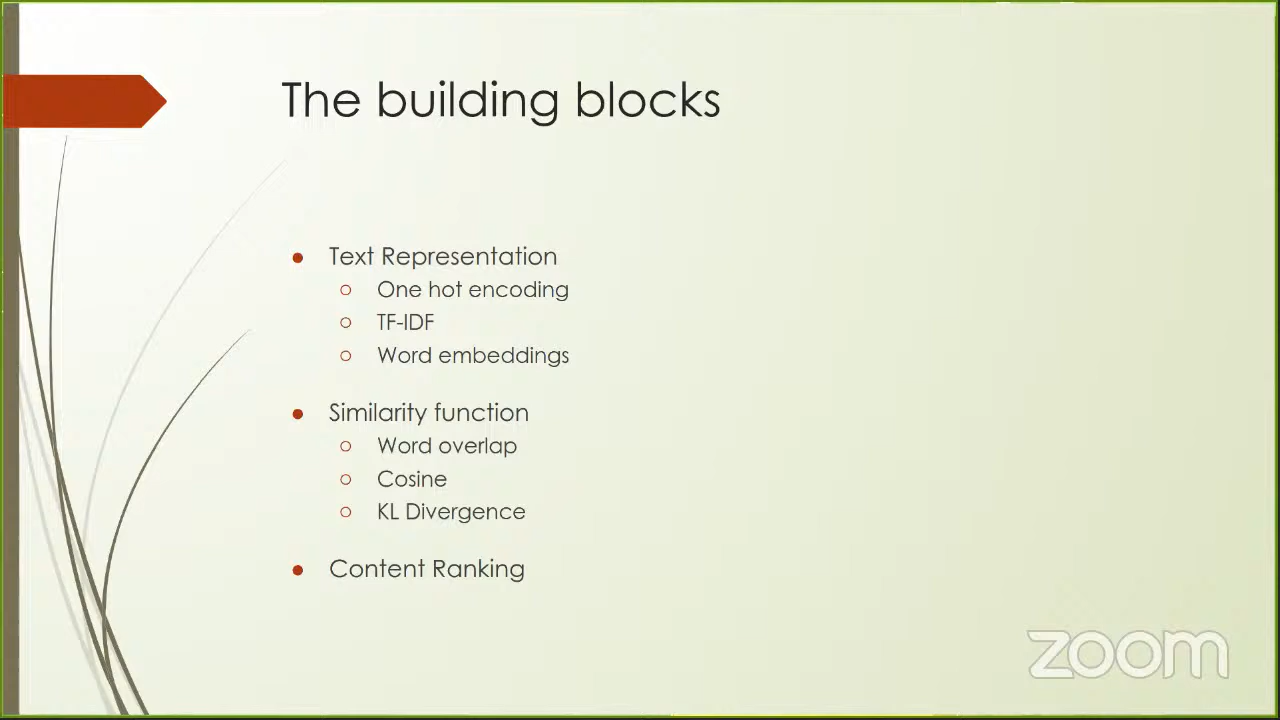 The building blocks
Text Representation
One hot encoding
TF-IDF
Word embeddings
Similarity function
Word overlap
Cosine
KL Divergence
Content Ranking
zoom